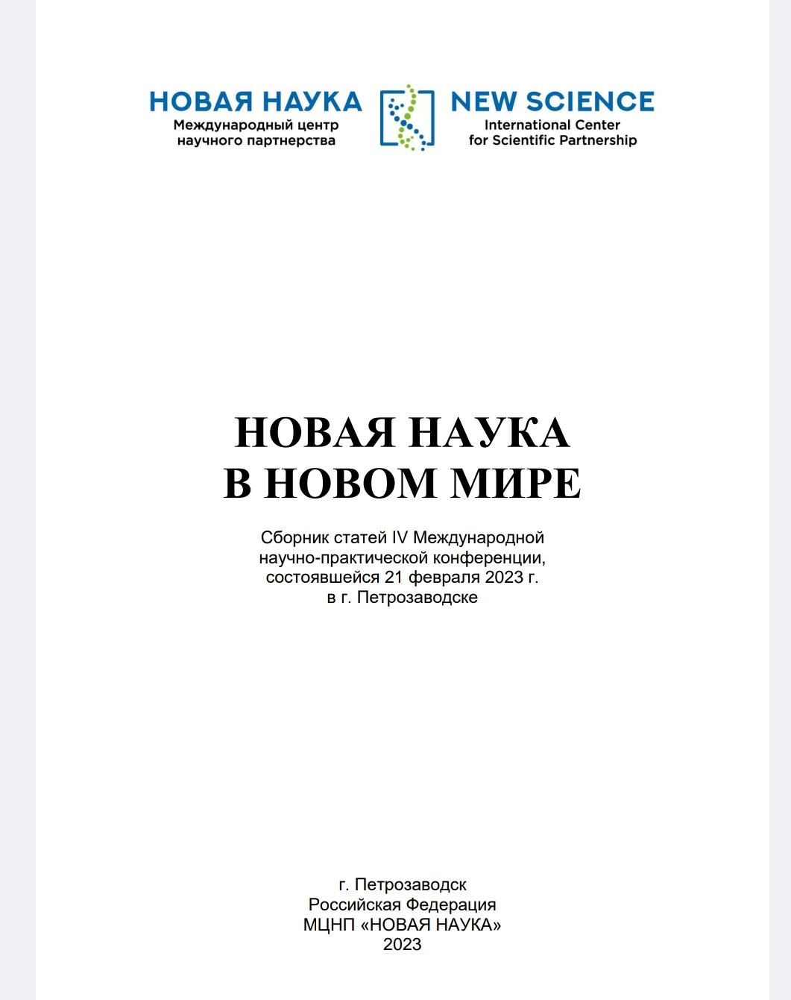 НОВАЯ НАУКА
Международный центр
научного партнерства
NEW SCIENCE
International Center
for Scientific Partnership
НОВАЯ НАУКА
В НОВОМ МИРЕ
Сборник статей IV Международной
научно-практической конференции,
состоявшейся 21 февраля 2023 г.
в г. Петрозаводске
г. Петрозаводск
Российская Федерация
МЦНП «НОВАЯ НАУКА»
2023